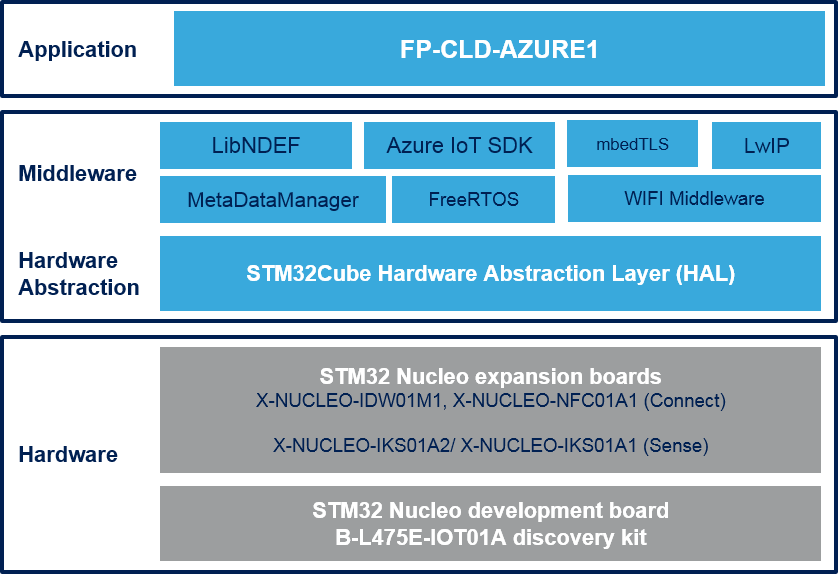 Application
FP-CLD-AZURE1
Middleware
LibNDEF
Azure IoT SDK
mbedTLS
LwIP
MetaDataManager
FreeRTOS
WIFI Middleware
Hardware
Abstraction
STM32Cube Hardware Abstraction Layer (HAL)
Hardware
STM32 Nucleo expansion boards
X-NUCLEO-IDW01M1, X-NUCLEO-NFC01A1 (Connect)
X-NUCLEO-IKS01A2/ X-NUCLEO-IKS01A1 (Sense)
STM32 Nucleo development board
B-L475E-IOT01A discovery kit